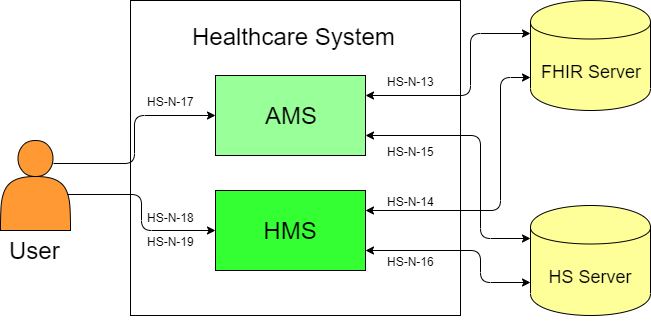 Healthcare System
FHIR Server
HS-N-13
HS-N-17
AMS
HS-N-15
HS-N-14
HS-N-18
HMS
HS-N-19
User
HS-N-16
HS Server